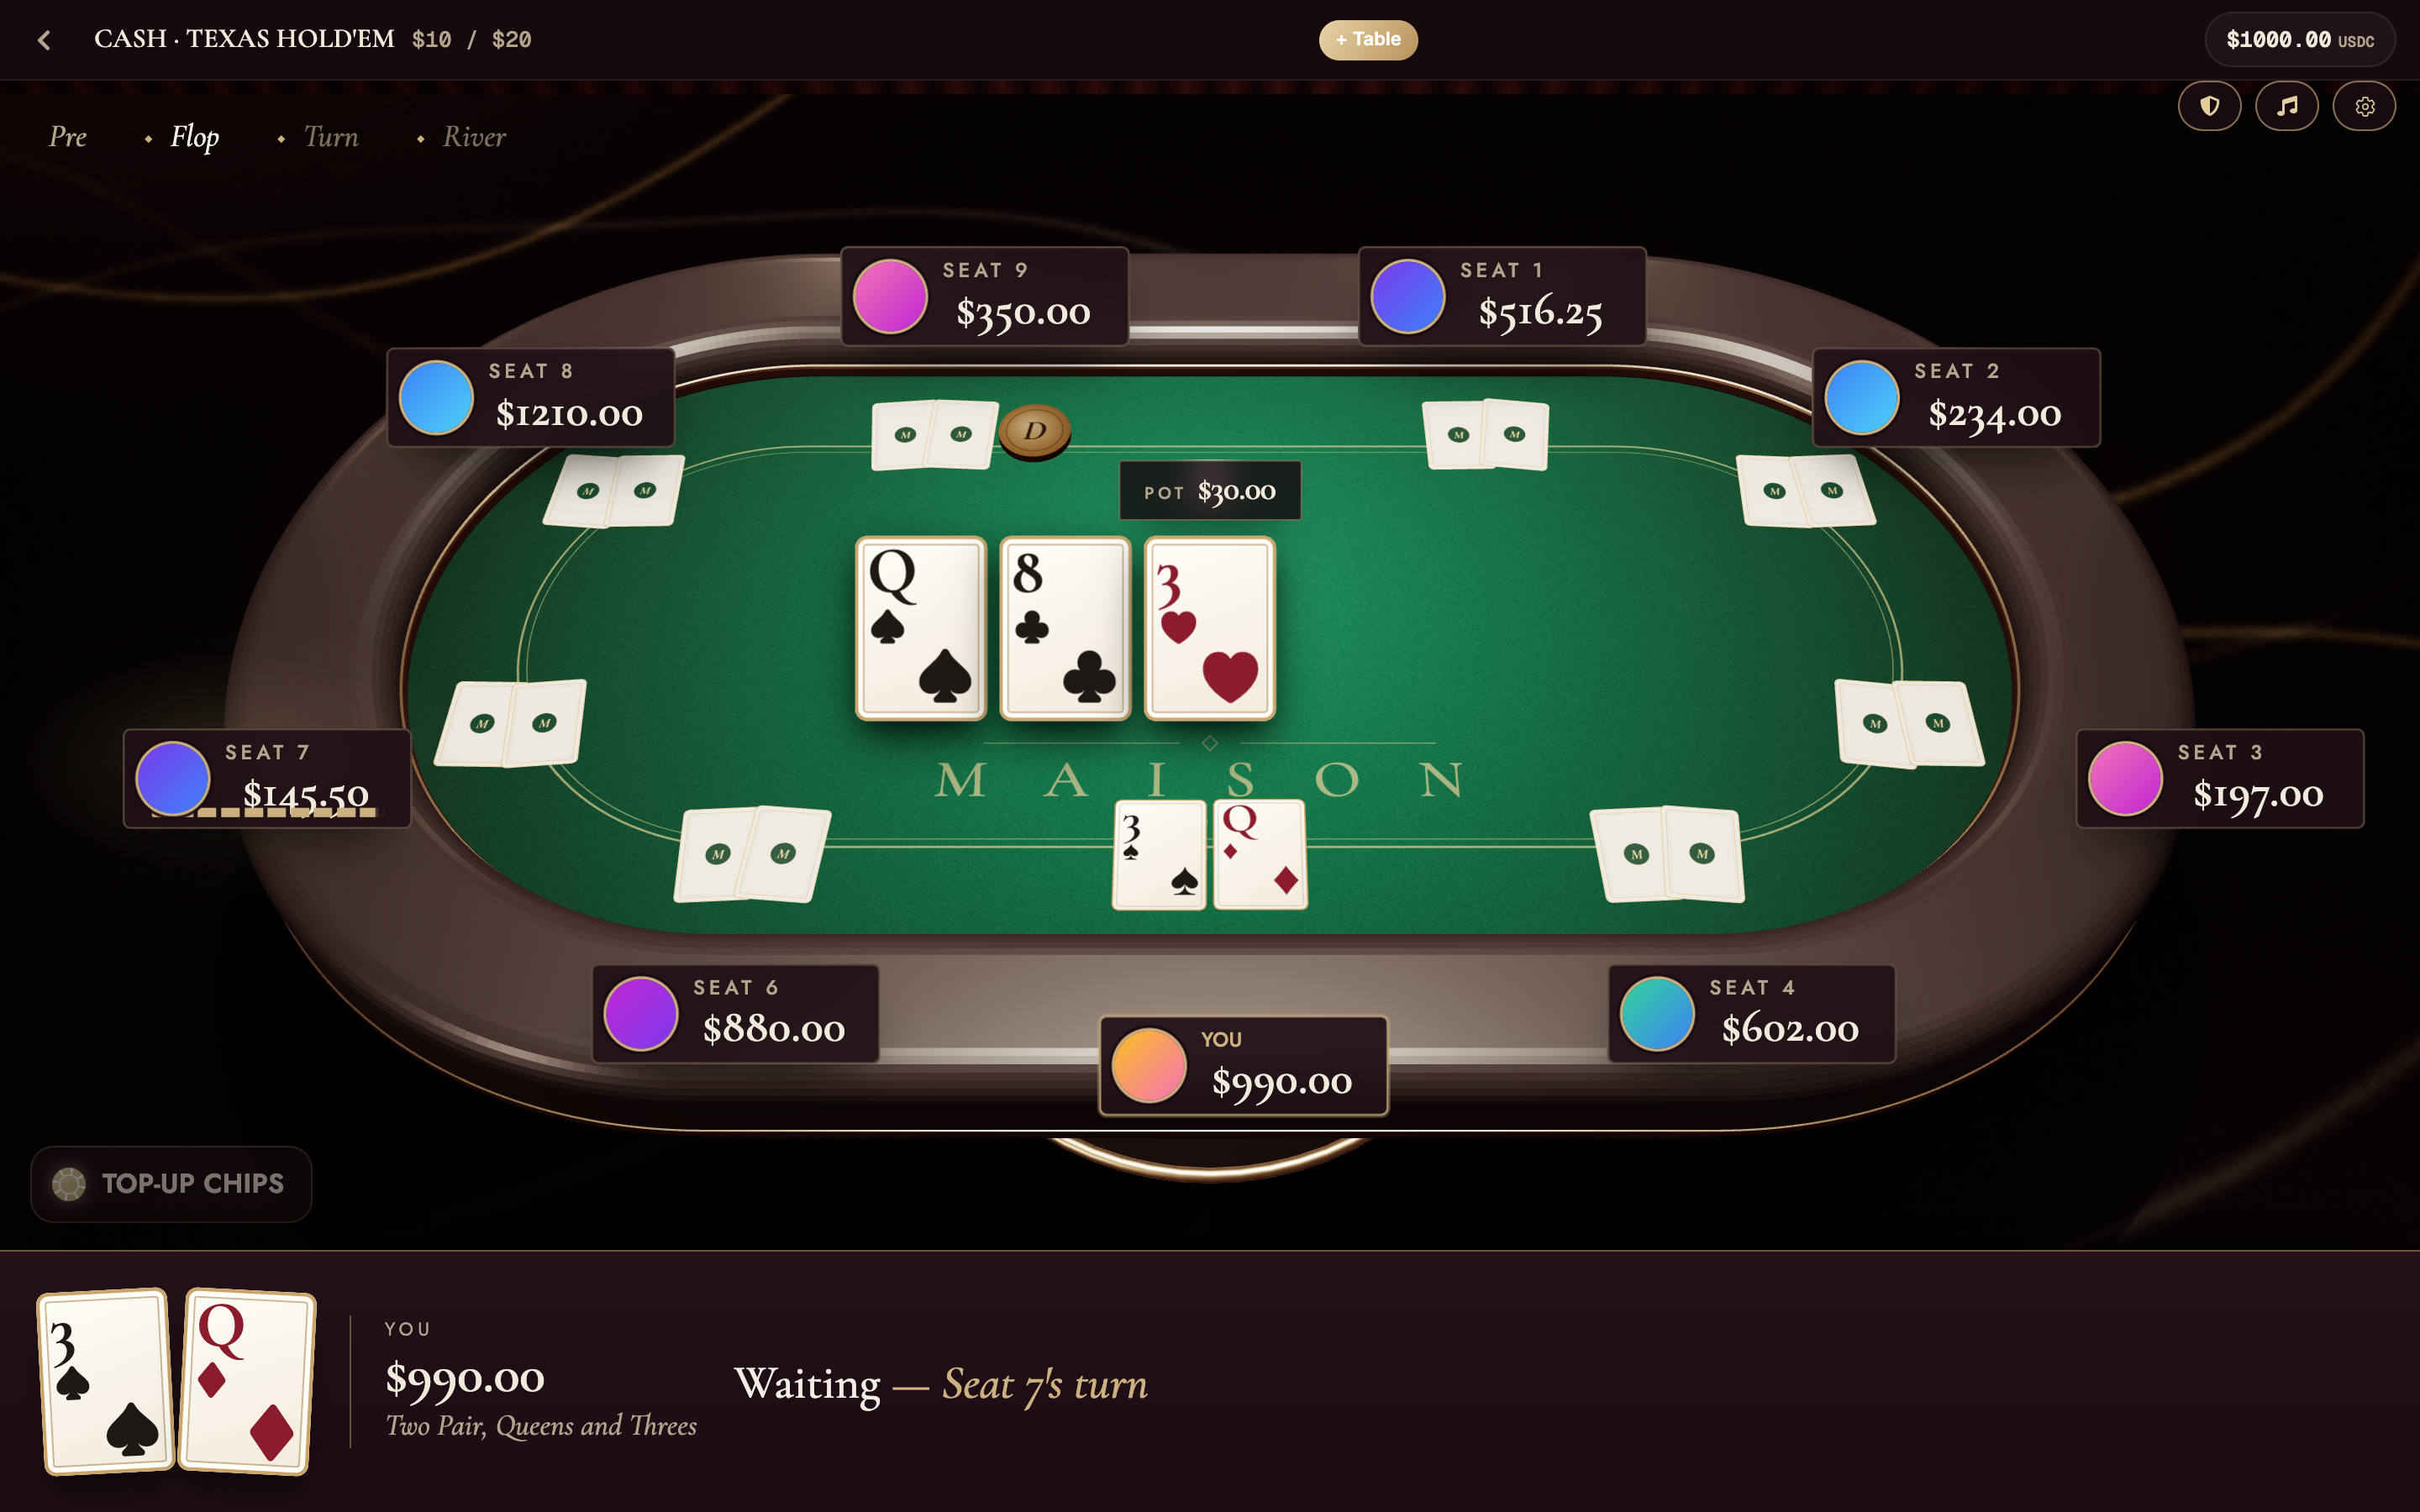 CASH · TEXAS HOLD'EM $10 / $20
+ Table
$1000.00 USDC
Pre
Flop
Turn
River
SEAT 9
$350.00
SEAT 1
$516.25
SEAT 8
$1210.00
SEAT 2
$234.00
M M
M M
D
M M
M M
POT $30.00
Q
8
3
M M
M M
SEAT 7
$145.50
SEAT 3
$197.00
MAISON
M M
3
Q
M M
SEAT 6
$880.00
SEAT 4
$602.00
YOU
$990.00
TOP-UP CHIPS
3
Q
YOU
$990.00
Two Pair, Queens and Threes
Waiting — Seat 7's turn